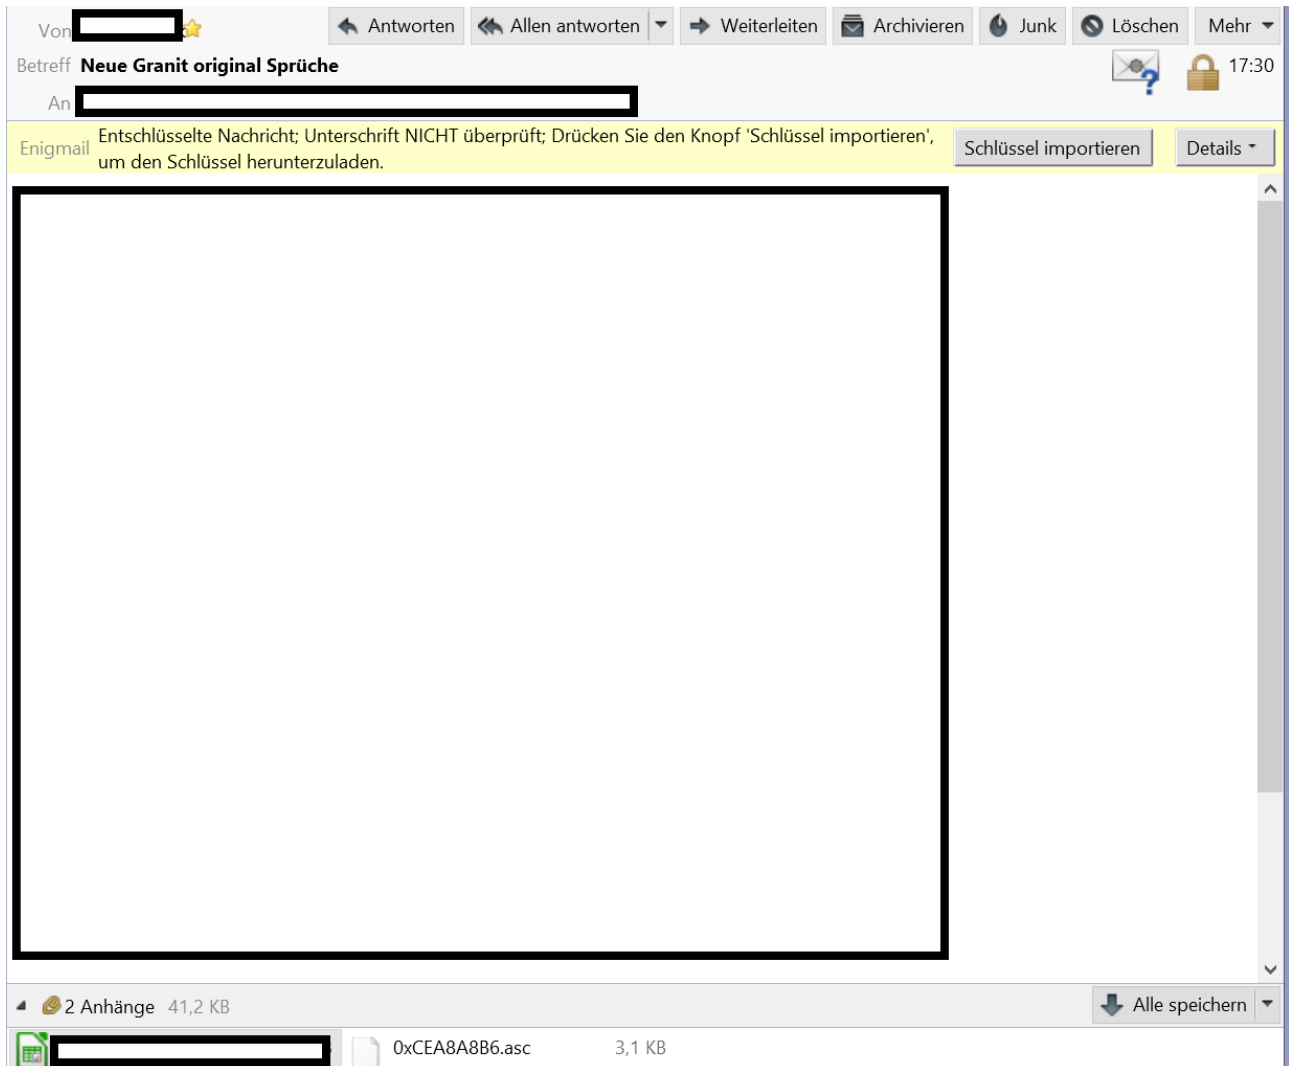 Von
Antworten
Allen antworten
Weiterleiten
Archivieren
Junk
Löschen
Mehr
Betreff Neue Granit original Sprüche
17:30
An
Enigmail
Entschlüsselte Nachricht; Unterschrift NICHT überprüft; Drücken Sie den Knopf 'Schlüssel importieren',
um den Schlüssel herunterzuladen.
Schlüssel importieren
Details
2 Anhänge 41,2 KB
Alle speichern
0xCEA8A8B6.asc 3,1 KB